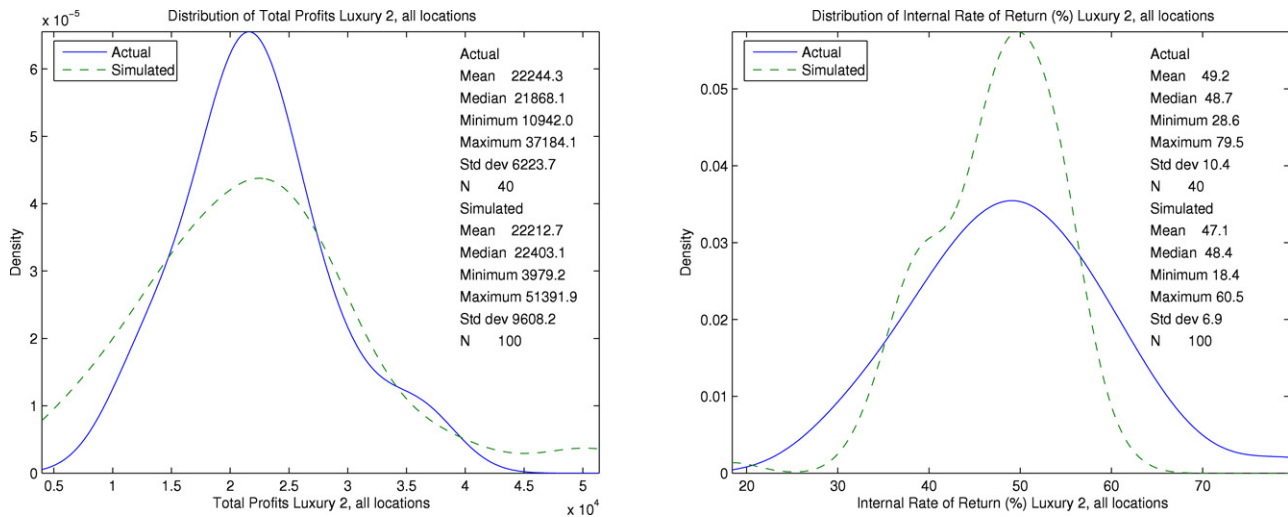 Distribution of Total Profits Luxury 2, all locations
x 10^-5
Actual
Simulated
Actual
Mean 22244.3
Median 21868.1
Minimum 10942.0
Maximum 37184.1
Std dev 6223.7
N 40
Simulated
Mean 22212.7
Median 22403.1
Minimum 3979.2
Maximum 51391.9
Std dev 9608.2
N 100
6
5
4
3
2
1
0
Density
0.5 1 1.5 2 2.5 3 3.5 4 4.5 5
Total Profits Luxury 2, all locations
x 10^4
Distribution of Internal Rate of Return (%) Luxury 2, all locations
Actual
Simulated
Actual
Mean 49.2
Median 48.7
Minimum 28.6
Maximum 79.5
Std dev 10.4
N 40
Simulated
Mean 47.1
Median 48.4
Minimum 18.4
Maximum 60.5
Std dev 6.9
N 100
0.05
0.04
0.03
0.02
0.01
0
Density
20 30 40 50 60 70
Internal Rate of Return (%) Luxury 2, all locations